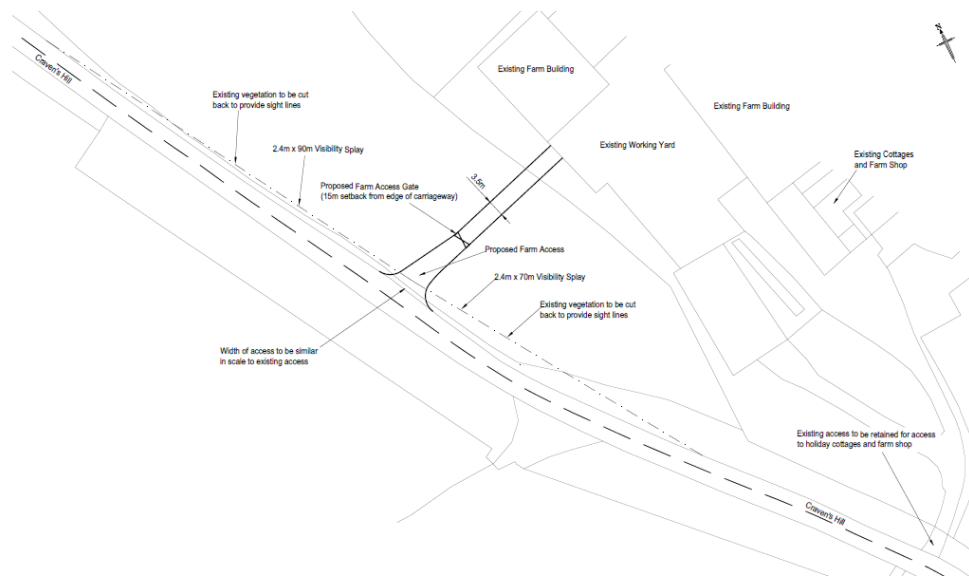 N
Existing Farm Building
Craven's Hill
Existing vegetation to be cut
back to provide sight lines
Existing Farm Building
2.4m x 90m Visibility Splay
Existing Working Yard
Existing Cottages
and Farm Shop
Proposed Farm Access Gate
(15m setback from edge of carriageway)
3.5m
Proposed Farm Access
2.4m x 70m Visibility Splay
Existing vegetation to be cut
back to provide sight lines
Width of access to be similar
in scale to existing access
Existing access to be retained for access
to holiday cottages and farm shop
Craven's Hill